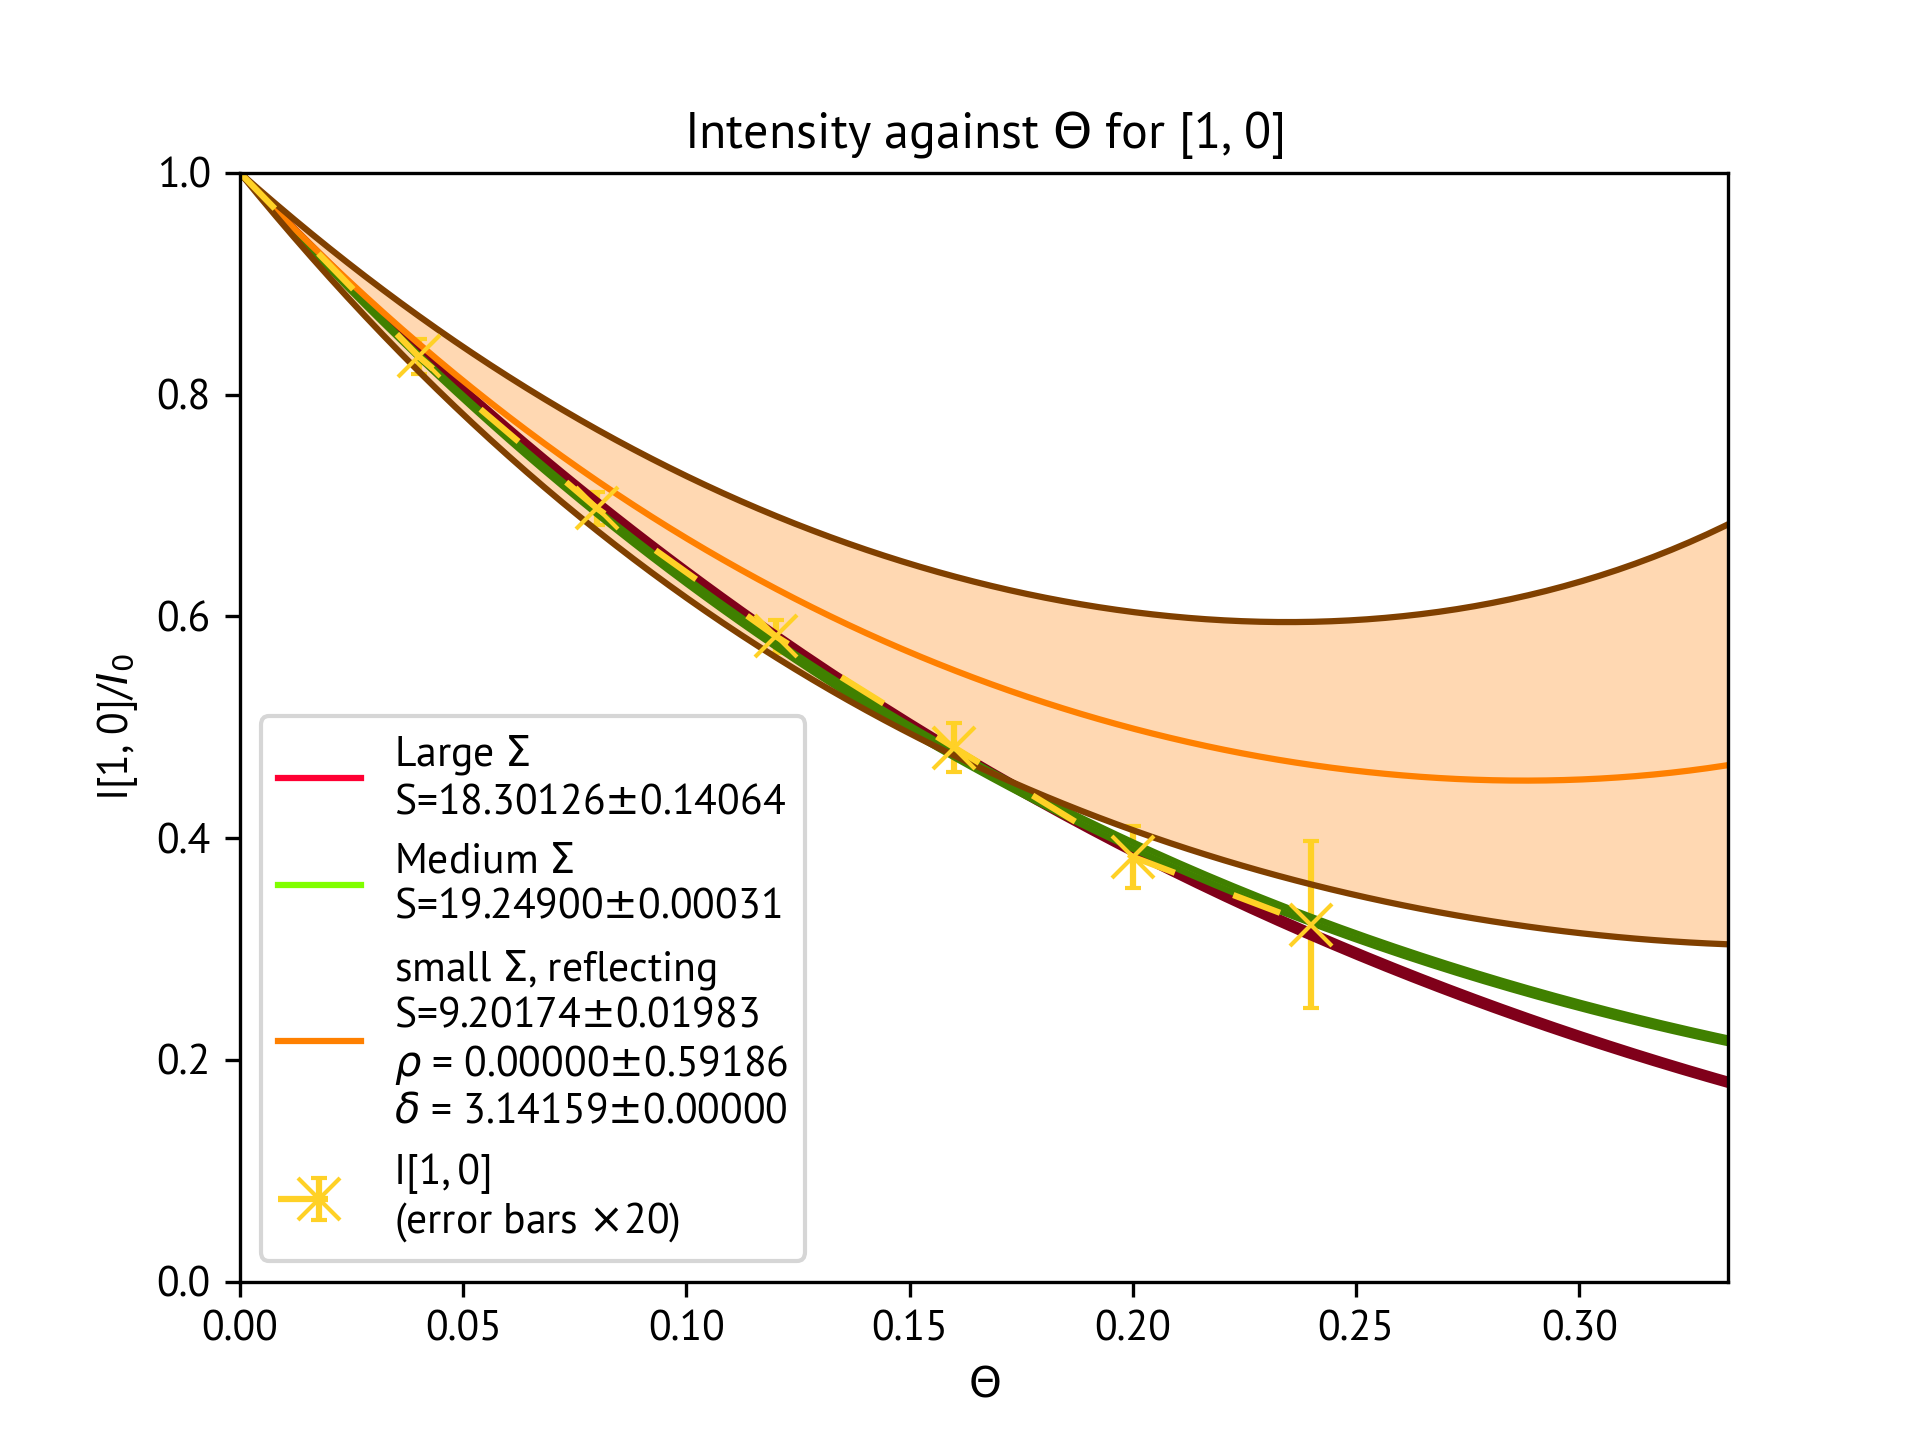 Intensity against Θ for [1, 0]
I[1, 0]/I₀
1.0
0.8
0.6
0.4
0.2
0.0
Large Σ
S=18.30126±0.14064
Medium Σ
S=19.24900±0.00031
small Σ, reflecting
S=9.20174±0.01983
ρ = 0.00000±0.59186
δ = 3.14159±0.00000
I[1, 0]
(error bars ×20)
0.00 0.05 0.10 0.15 0.20 0.25 0.30
Θ